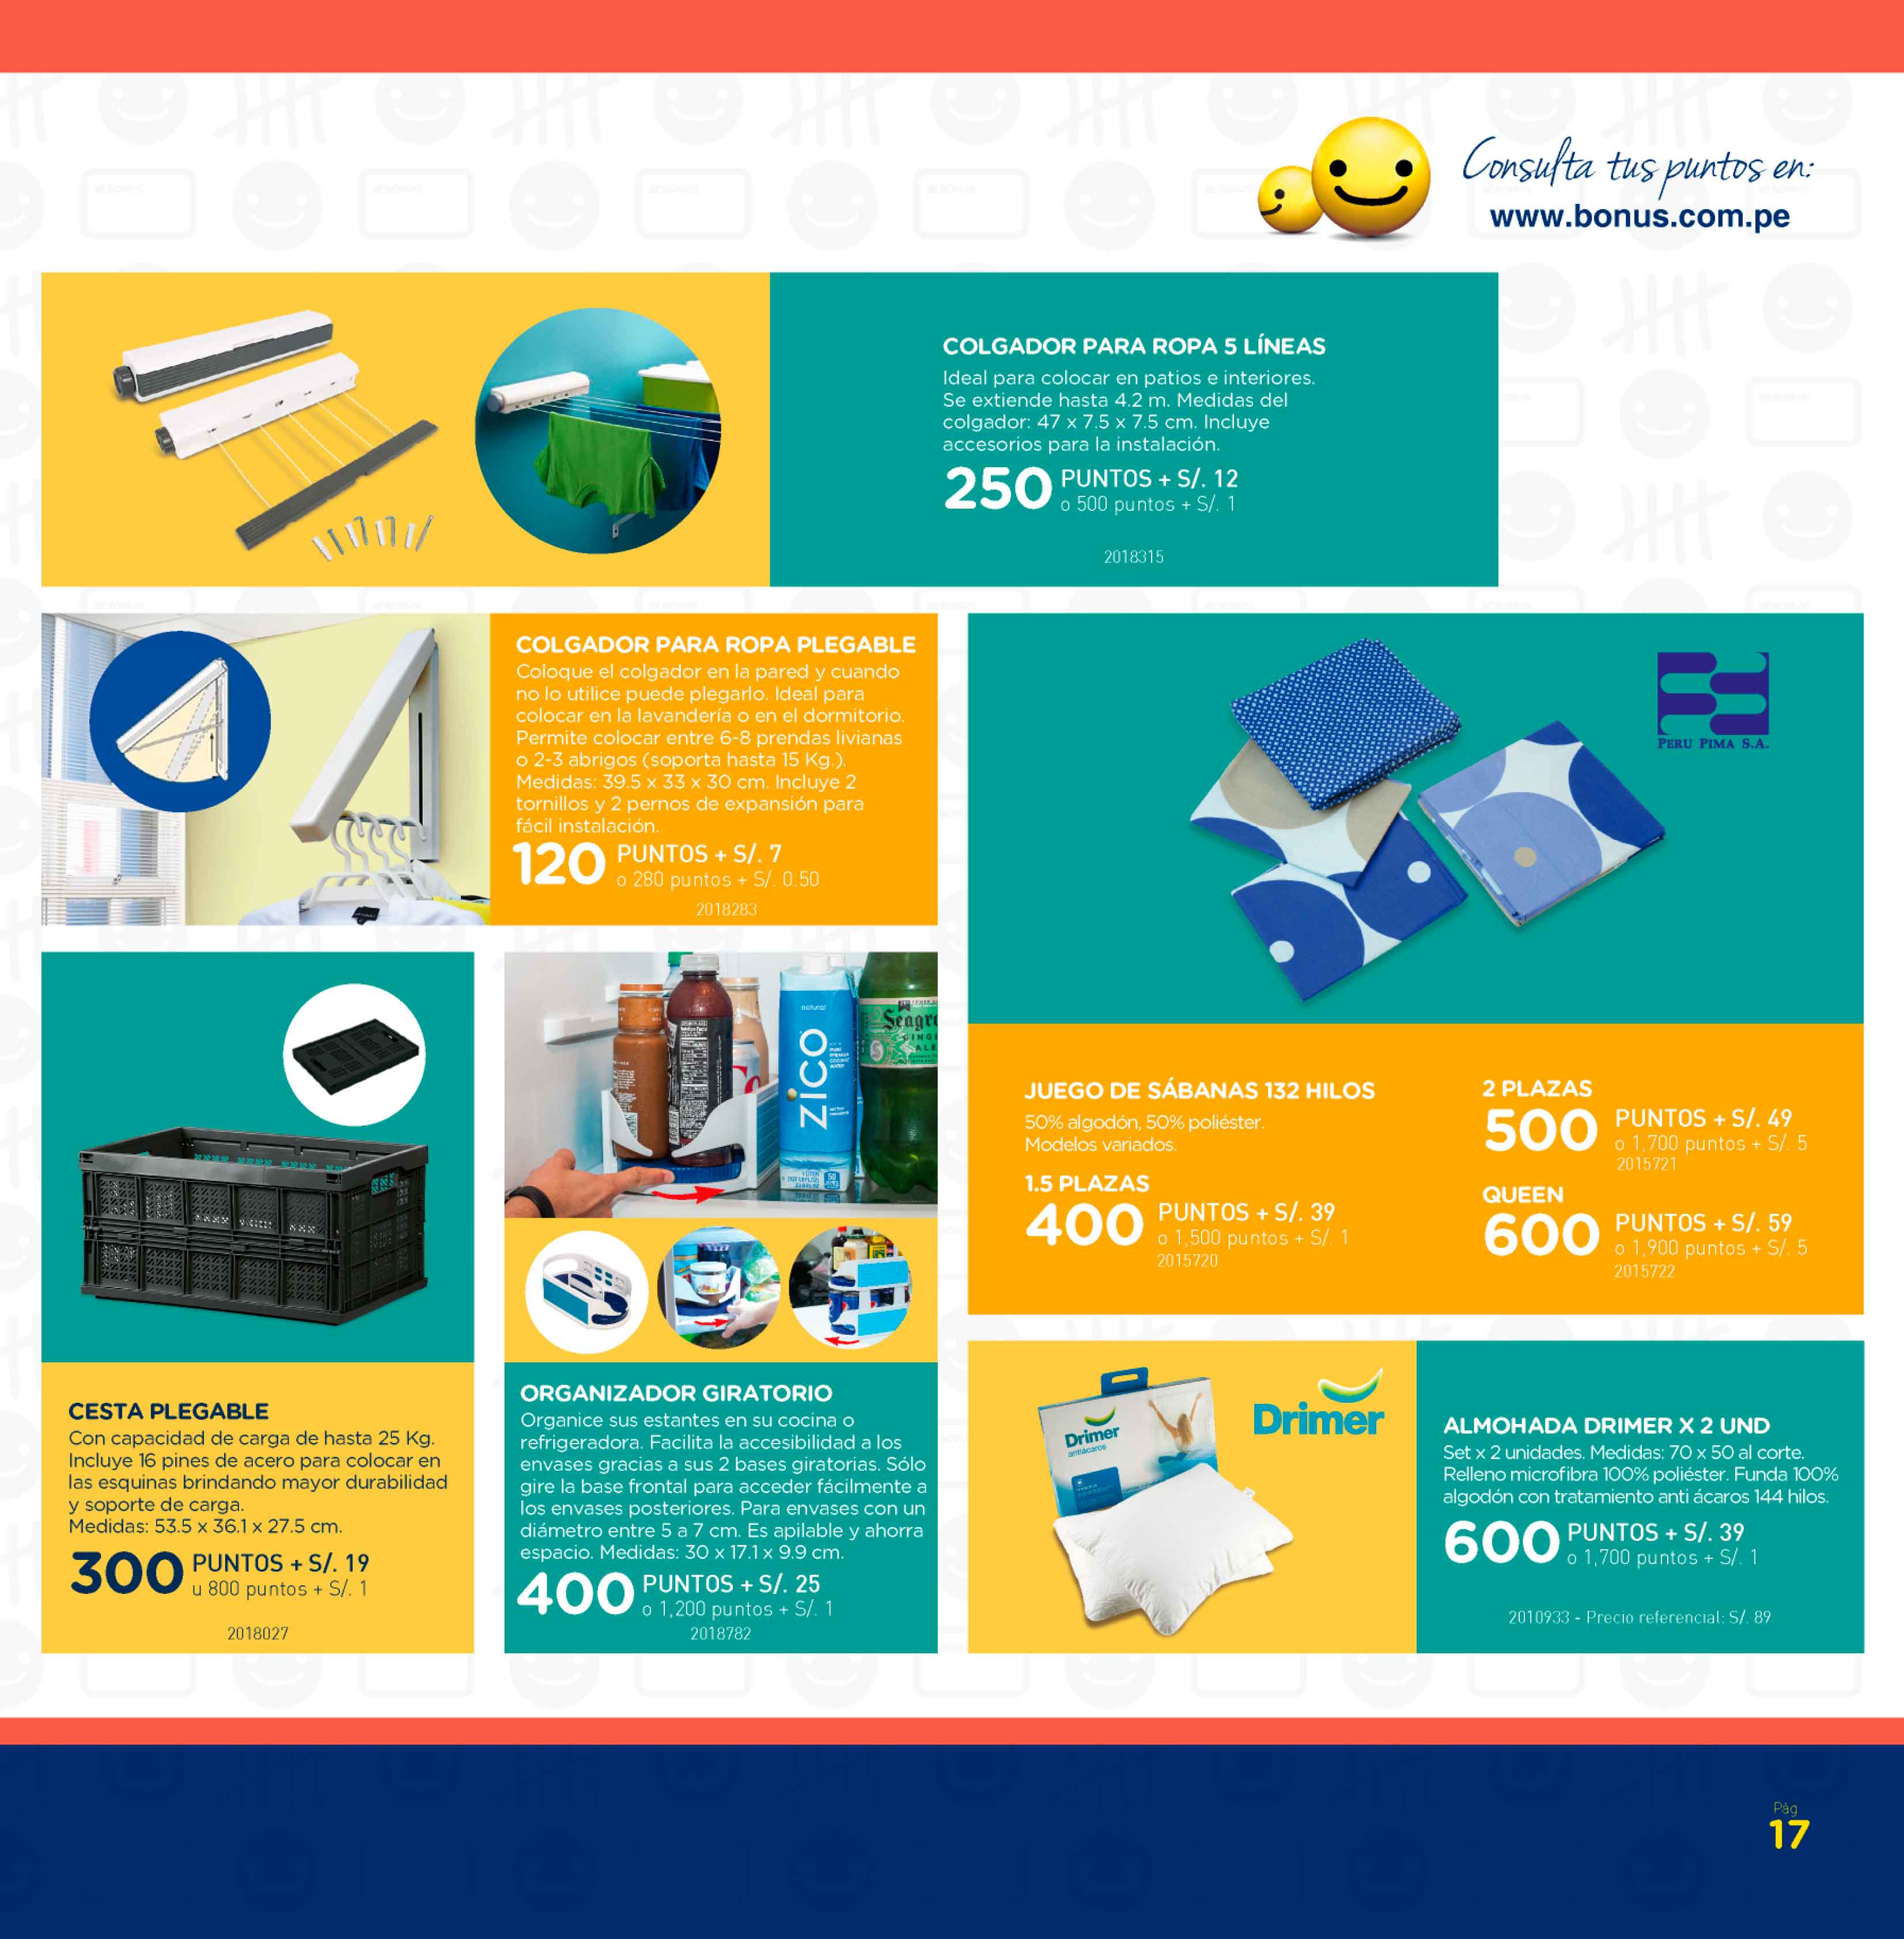 Consulta tus puntos en:
www.bonus.com.pe
COLGADOR PARA ROPA 5 LÍNEAS
Ideal para colocar en patios e interiores.
Se extiende hasta 4.2 m. Medidas del
colgador: 47 x 7.5 x 7.5 cm. Incluye
accesorios para la instalación.
250 PUNTOS + S/. 12
o 500 puntos + S/. 1
2018315
COLGADOR PARA ROPA PLEGABLE
Coloque el colgador en la pared y cuando
no lo utilice puede plegarlo. Ideal para
colocar en la lavandería o en el dormitorio.
Permite colocar entre 6-8 prendas livianas
o 2-3 abrigos (soporta hasta 15 Kg.).
Medidas: 39.5 x 33 x 30 cm. Incluye 2
tornillos y 2 pernos de expansión para
fácil instalación.
120 PUNTOS + S/. 7
o 280 puntos + S/. 0.50
2018283
PERU PIMA S.A.
JUEGO DE SÁBANAS 132 HILOS
50% algodón, 50% poliéster.
Modelos variados.
1.5 PLAZAS
400 PUNTOS + S/. 39
o 1,500 puntos + S/. 1
2015720
2 PLAZAS
500 PUNTOS + S/. 49
o 1,700 puntos + S/. 5
2015721
QUEEN
600 PUNTOS + S/. 59
o 1,900 puntos + S/. 5
2015722
CESTA PLEGABLE
Con capacidad de carga de hasta 25 Kg.
Incluye 16 pines de acero para colocar en
las esquinas brindando mayor durabilidad
y soporte de carga.
Medidas: 53.5 x 36.1 x 27.5 cm.
300 PUNTOS + S/. 19
u 800 puntos + S/. 1
2018027
natural
zico
GINGER
ALE
ORGANIZADOR GIRATORIO
Organice sus estantes en su cocina o
refrigeradora. Facilita la accesibilidad a los
envases gracias a sus 2 bases giratorias. Sólo
gire la base frontal para acceder fácilmente a
los envases posteriores. Para envases con un
diámetro entre 5 a 7 cm. Es apilable y ahorra
espacio. Medidas: 30 x 17.1 x 9.9 cm.
400 PUNTOS + S/. 25
o 1,200 puntos + S/. 1
2018782
Drimer
antiácaros
Drimer
ALMOHADA DRIMER X 2 UND
Set x 2 unidades. Medidas: 70 x 50 al corte.
Relleno microfibra 100% poliéster. Funda 100%
algodón con tratamiento anti ácaros 144 hilos.
600 PUNTOS + S/. 39
o 1,700 puntos + S/. 1
2010933 - Precio referencial: S/. 89
Pág
17